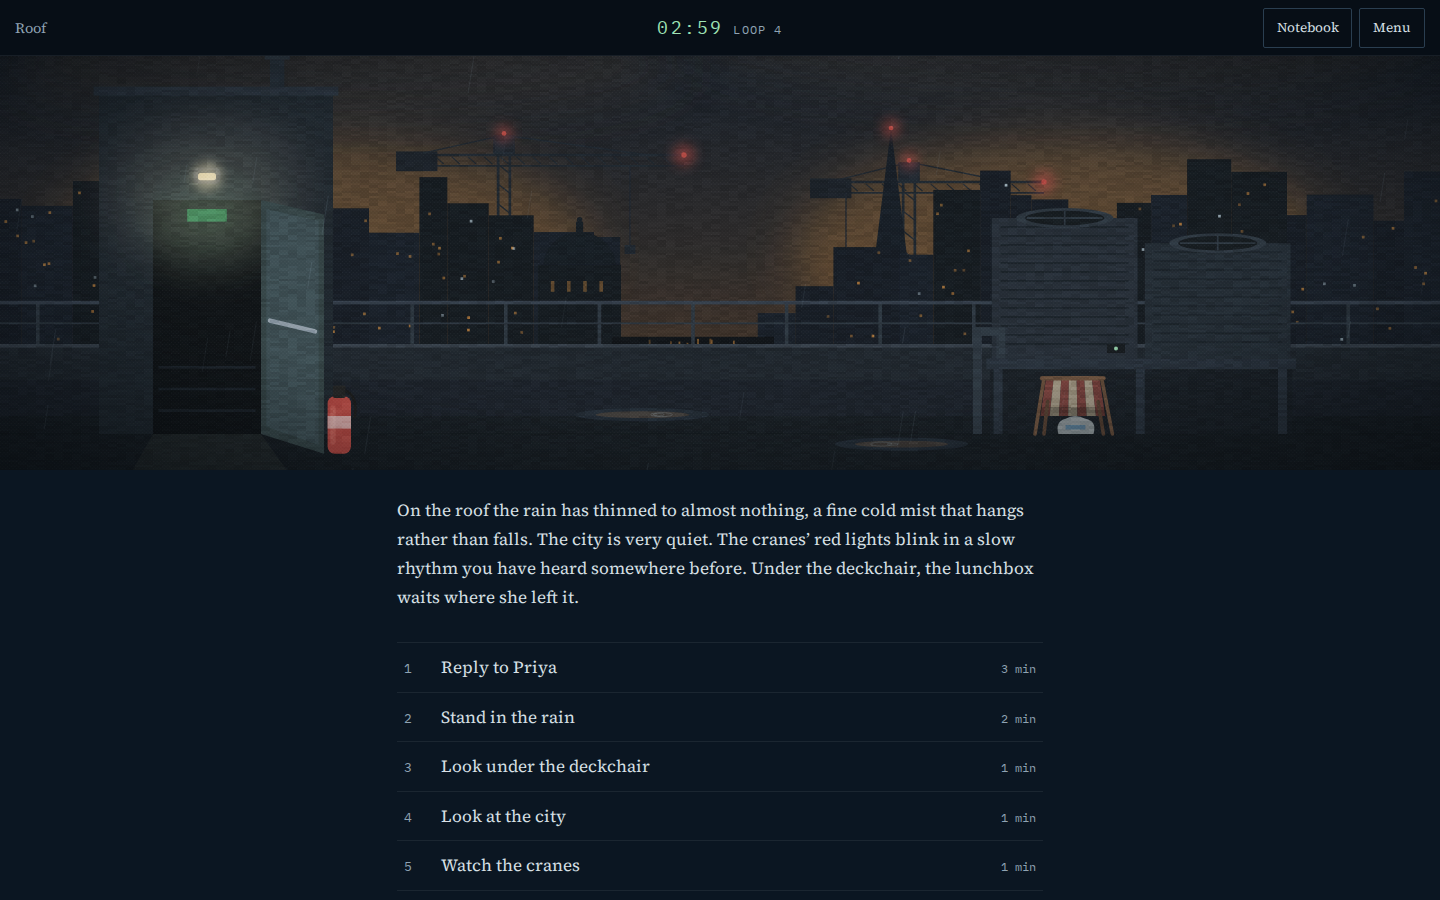 Roof
02:59 LOOP 4
Notebook
Menu
On the roof the rain has thinned to almost nothing, a fine cold mist that hangs
rather than falls. The city is very quiet. The cranes’ red lights blink in a slow
rhythm you have heard somewhere before. Under the deckchair, the lunchbox
waits where she left it.
1 Reply to Priya 3 min
2 Stand in the rain 2 min
3 Look under the deckchair 1 min
4 Look at the city 1 min
5 Watch the cranes 1 min